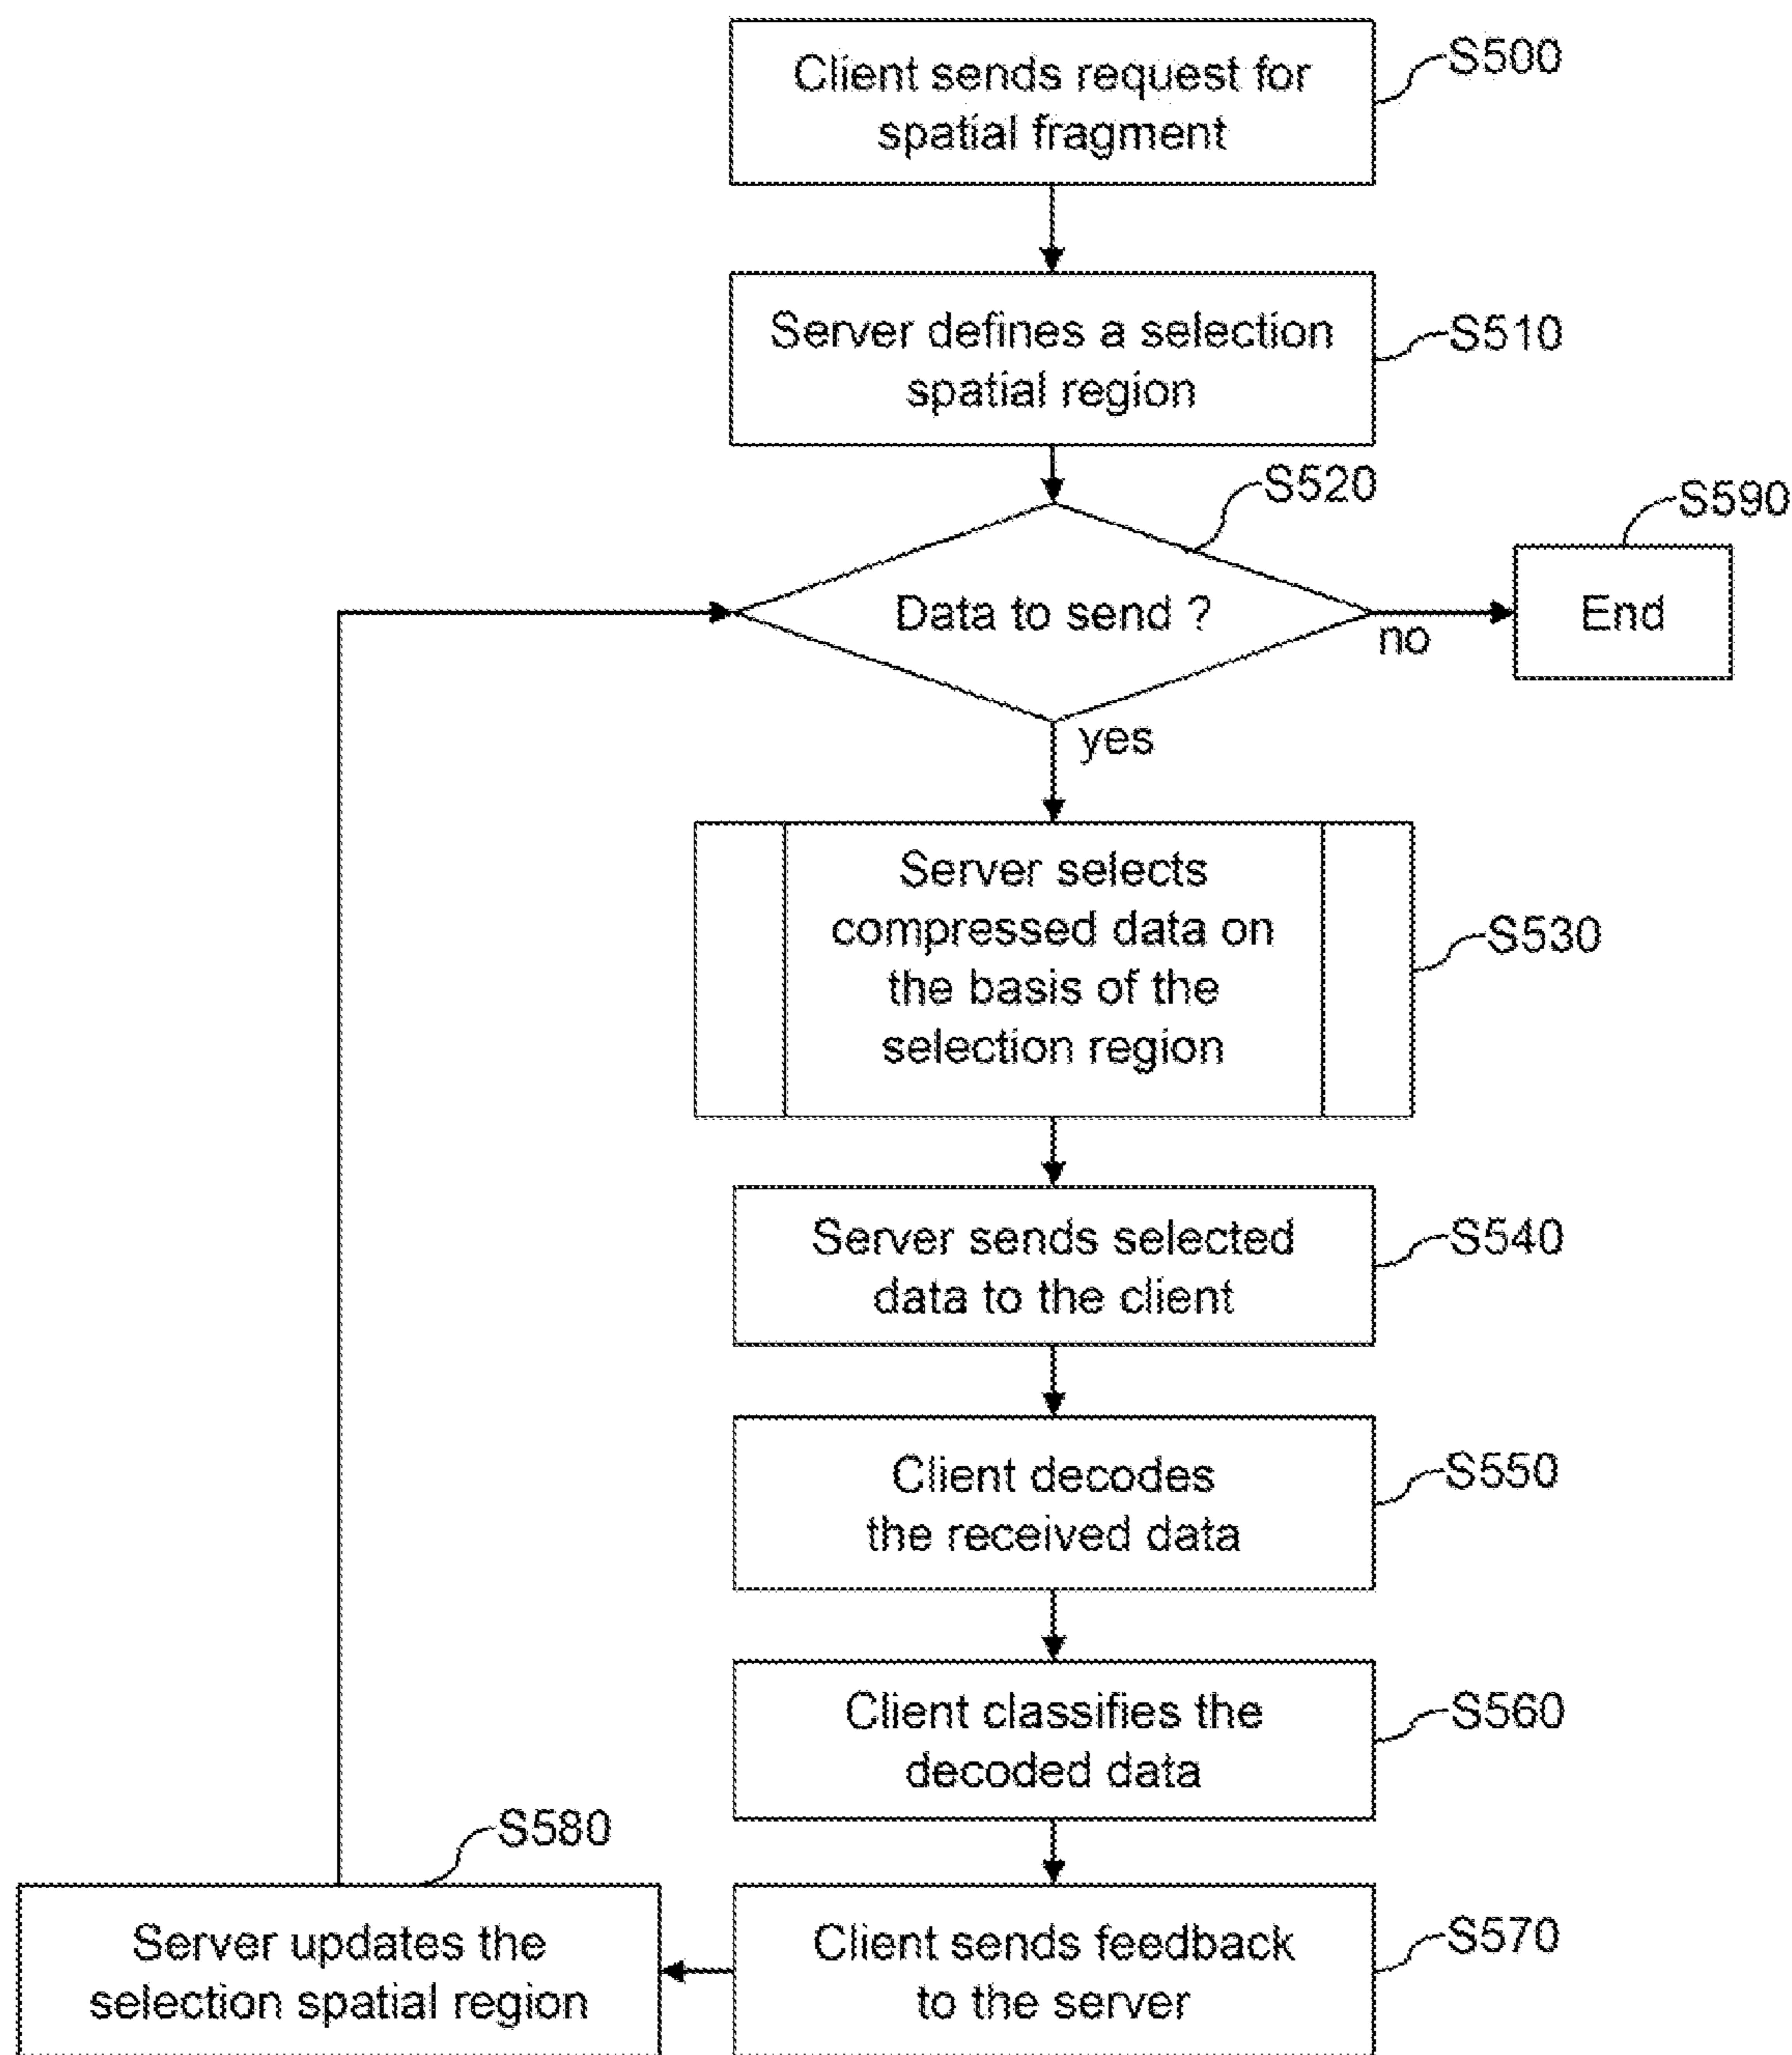 Client sends request for
spatial fragment
S500
Server defines a selection
spatial region
S510
S520
S590
Data to send ?
no
End
yes
Server selects
compressed data on
the basis of the
selection region
S530
Server sends selected
data to the client
S540
Client decodes
the received data
S550
Client classifies the
decoded data
S560
S580
Server updates the
selection spatial region
Client sends feedback
to the server
S570